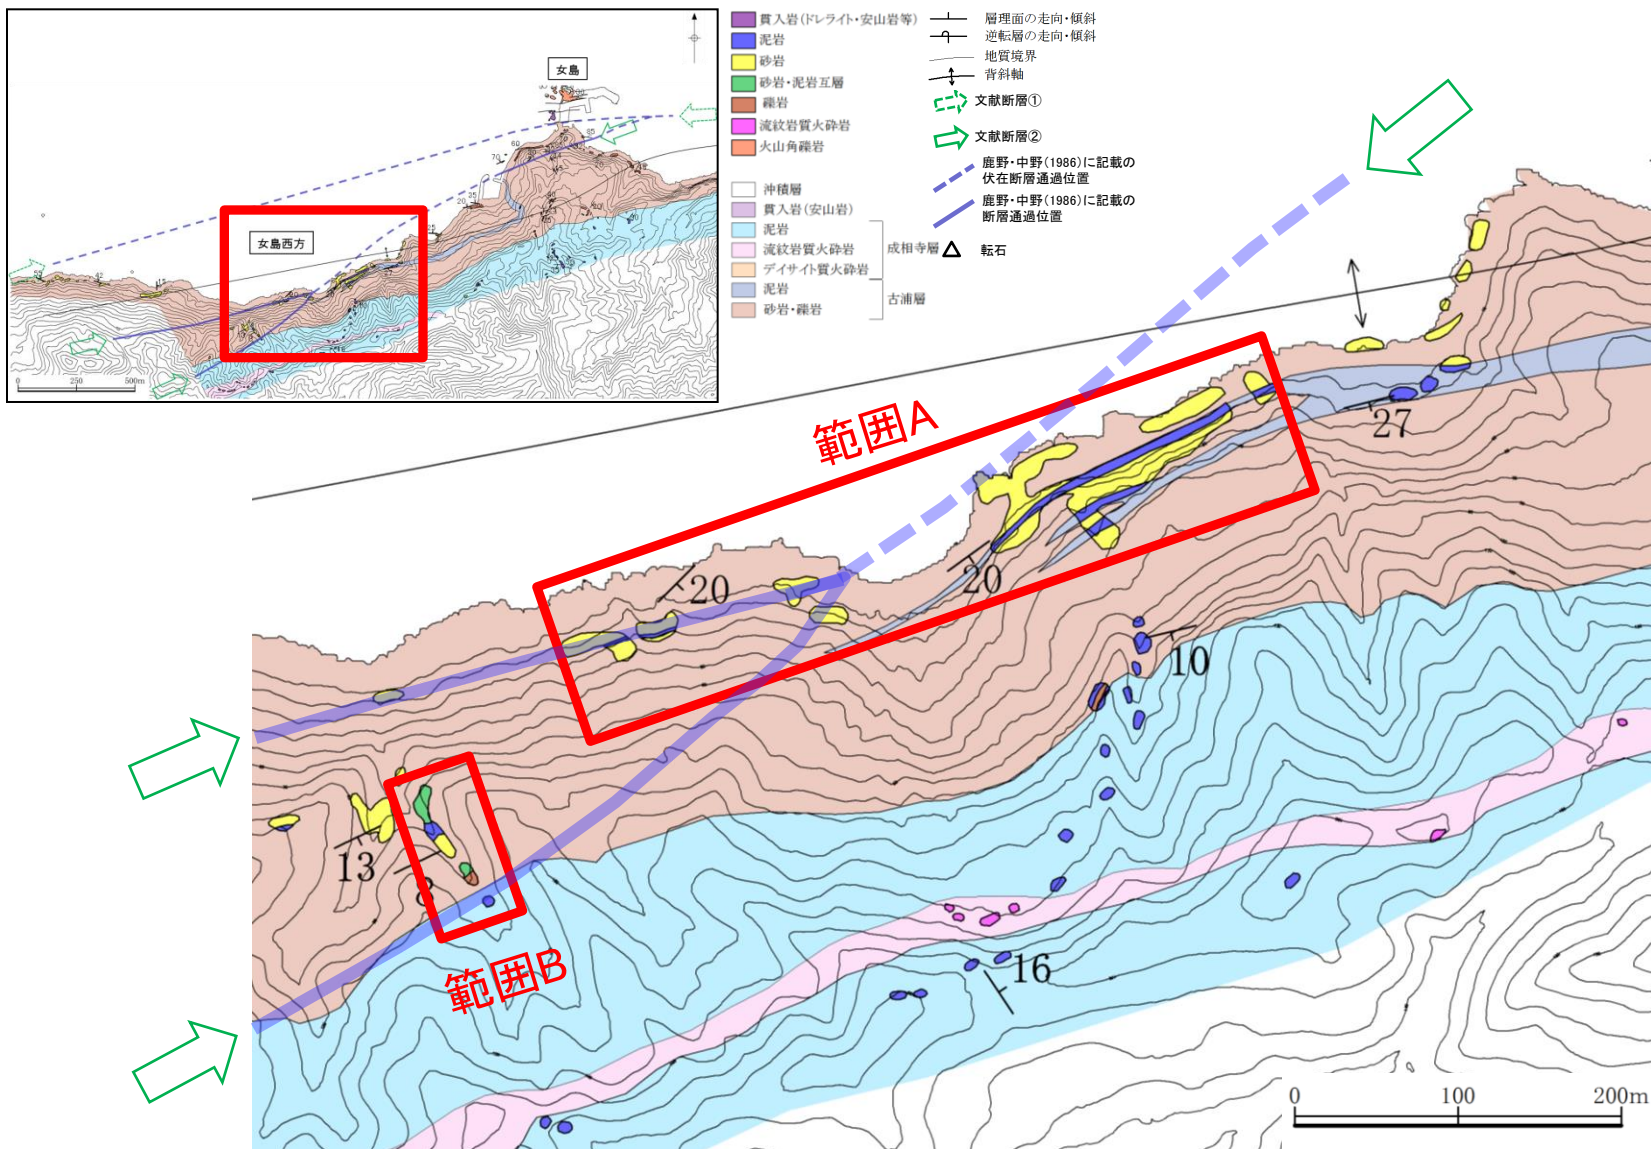 女島
女島西方
0 250 500m
貫入岩(ドレライト・安山岩等)
泥岩
砂岩
砂岩・泥岩互層
礫岩
流紋岩質火砕岩
火山角礫岩
沖積層
貫入岩(安山岩)
泥岩
流紋岩質火砕岩
デイサイト質火砕岩
成相寺層
泥岩
砂岩・礫岩
古浦層
層理面の走向・傾斜
逆転層の走向・傾斜
地質境界
背斜軸
文献断層①
文献断層②
鹿野・中野(1986)に記載の
伏在断層通過位置
鹿野・中野(1986)に記載の
断層通過位置
転石
範囲A
27
20
20
10
13
8
範囲B
16
0 100 200m